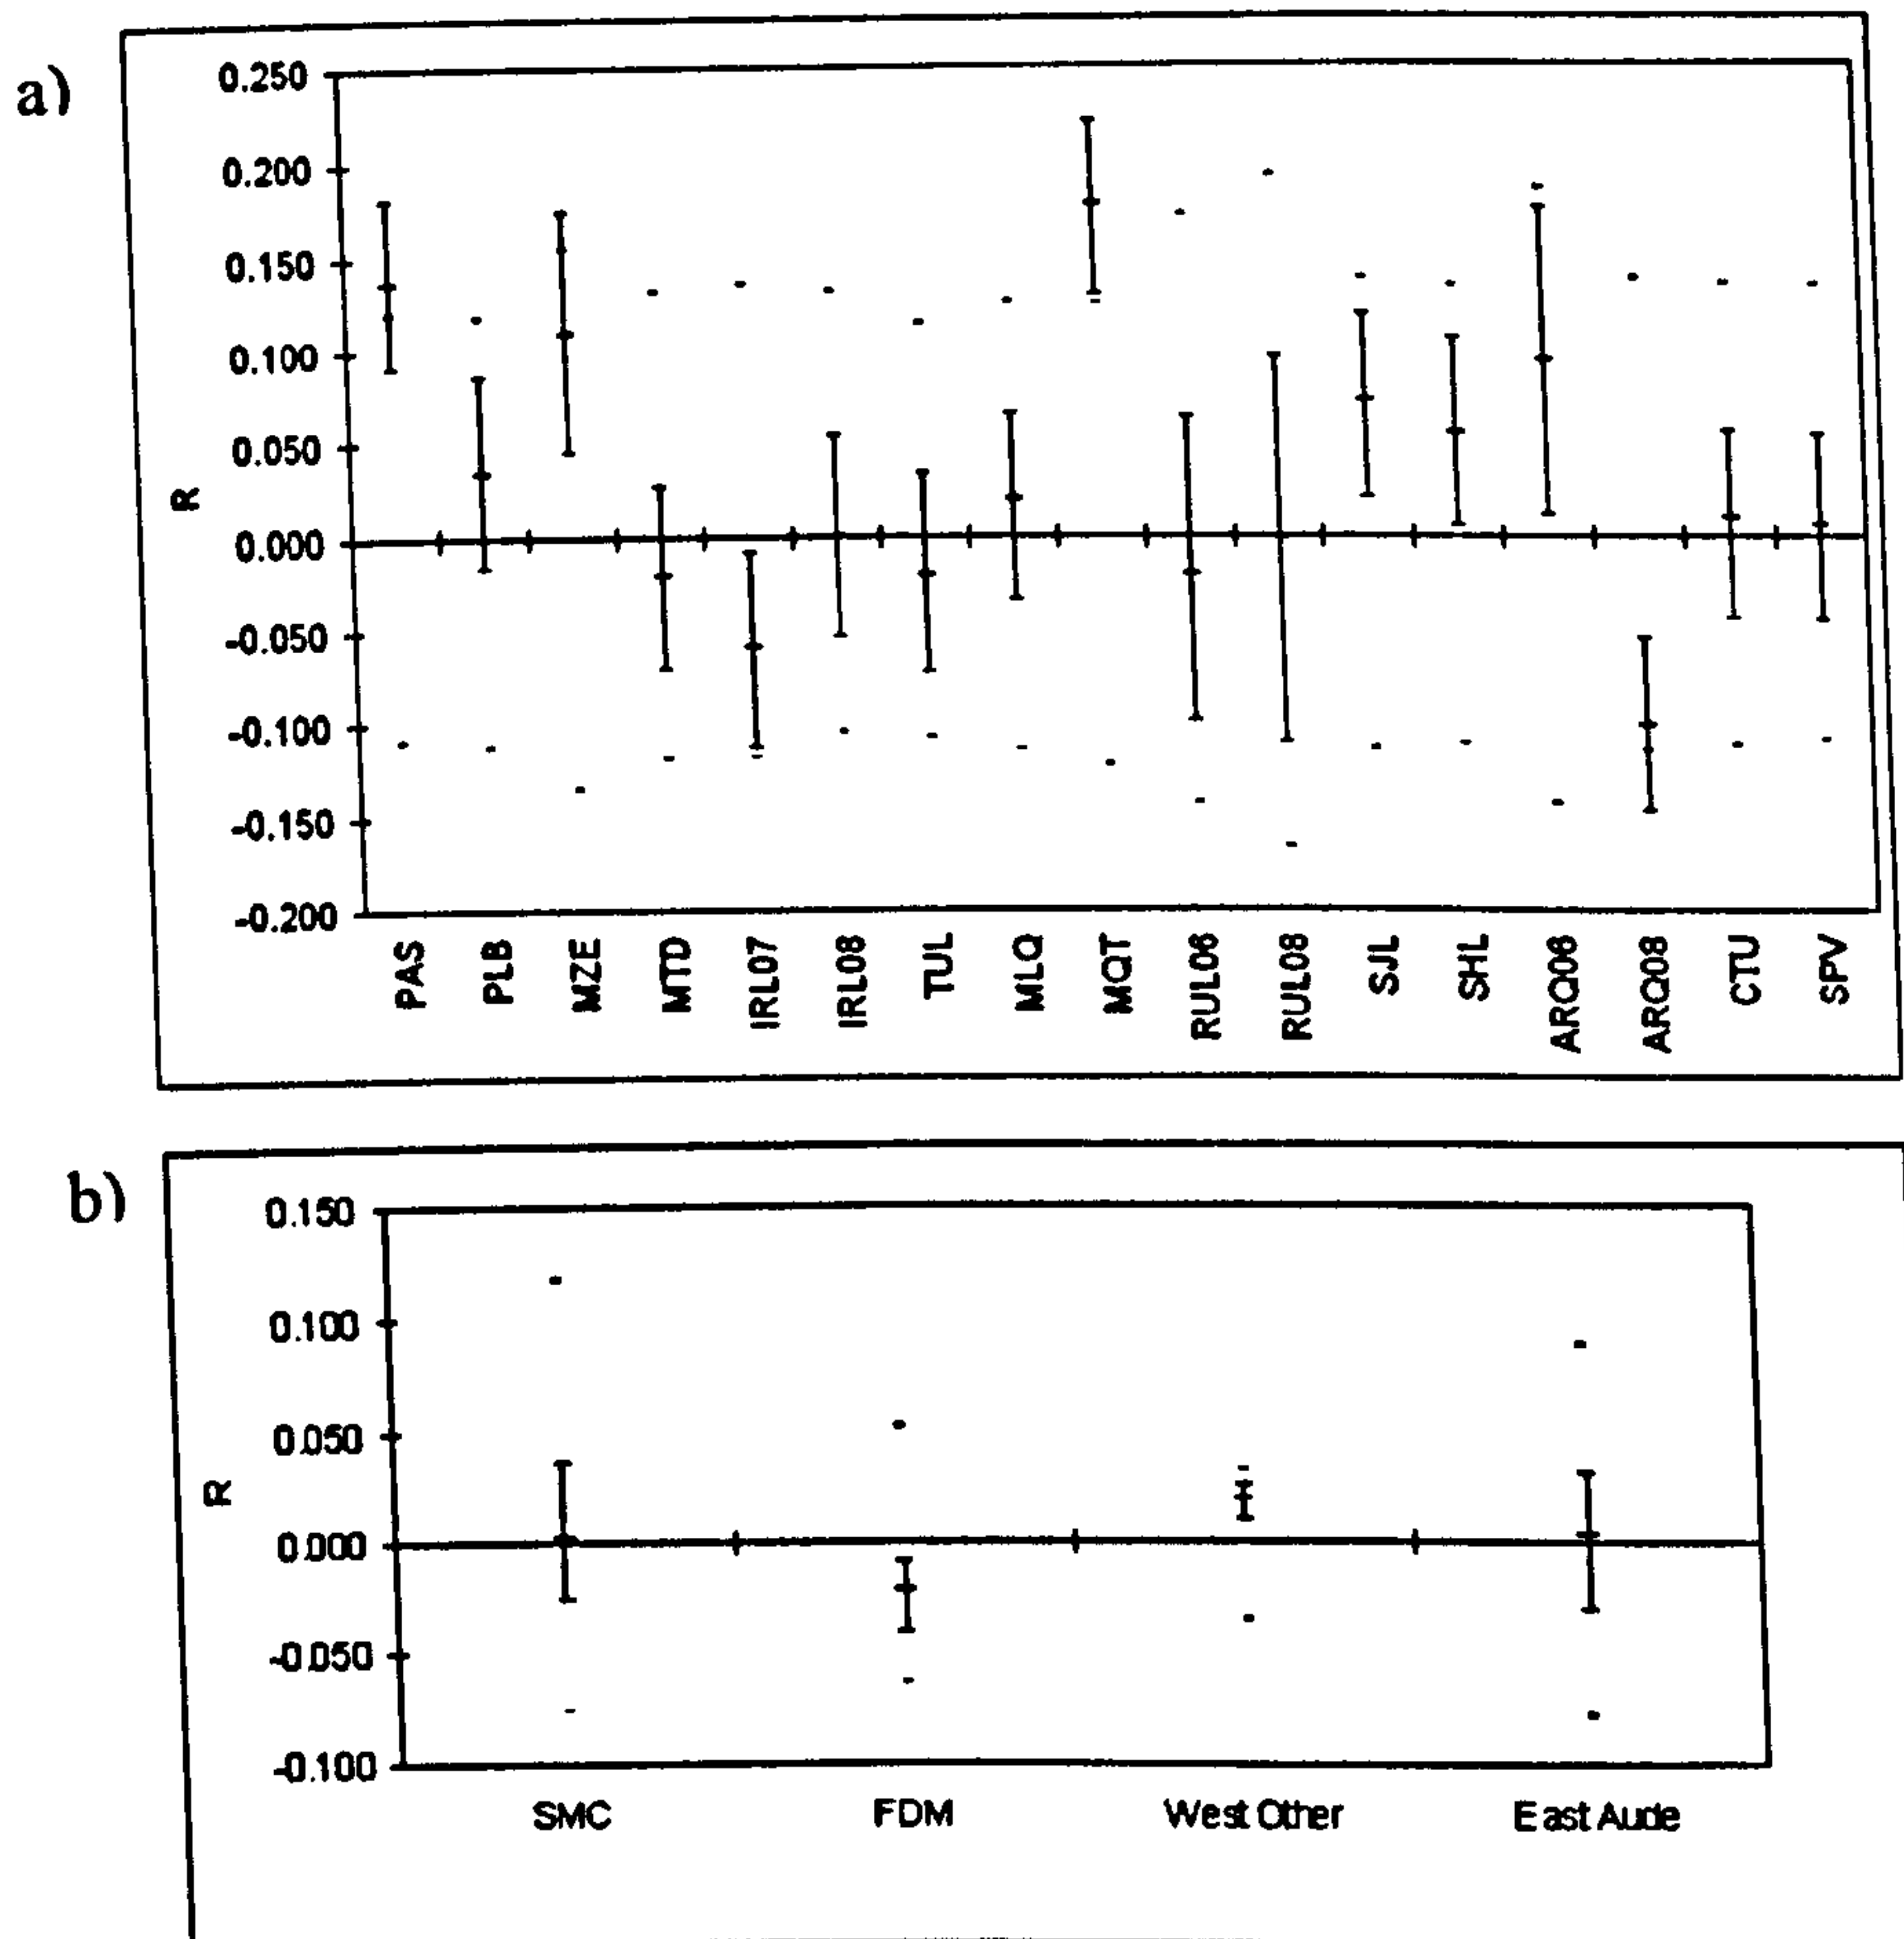 a)
0.250
0.200
0.150
0.100
0.050
0.000
-0.050
-0.100
-0.150
-0.200
R
PAS
PLB
MZE
MTD
IRL07
IRL08
TUL
MLQ
MQT
RUL06
RUL08
SJL
SHL
ARQ06
ARQ08
CTU
SPV
b)
0.150
0.100
0.050
0.000
-0.050
-0.100
R
SMC
FDM
West Other
East Aude